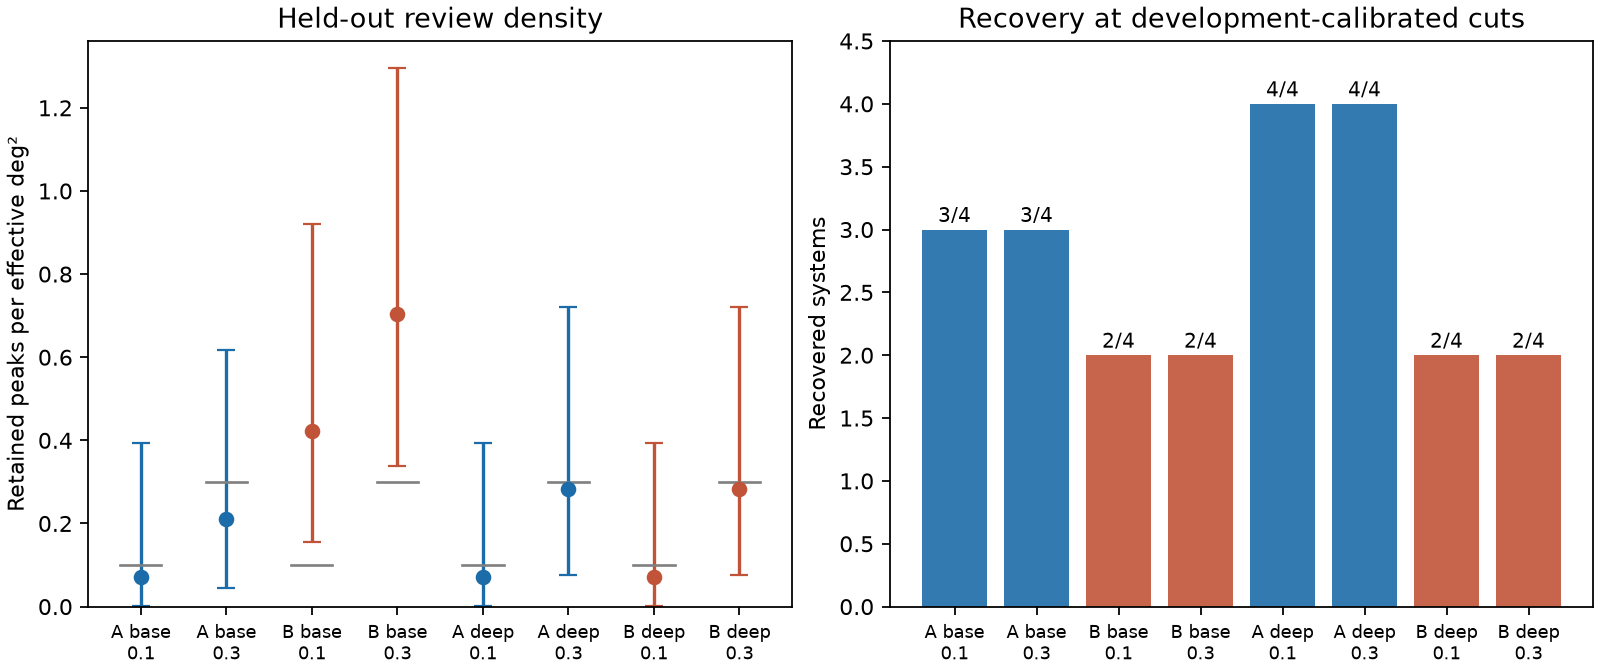 Held-out review density
Retained peaks per effective deg²
1.2
1.0
0.8
0.6
0.4
0.2
0.0
A base
0.1
A base
0.3
B base
0.1
B base
0.3
A deep
0.1
A deep
0.3
B deep
0.1
B deep
0.3
Recovery at development-calibrated cuts
Recovered systems
4.5
4.0
3.5
3.0
2.5
2.0
1.5
1.0
0.5
0.0
3/4
3/4
2/4
2/4
4/4
4/4
2/4
2/4
A base
0.1
A base
0.3
B base
0.1
B base
0.3
A deep
0.1
A deep
0.3
B deep
0.1
B deep
0.3